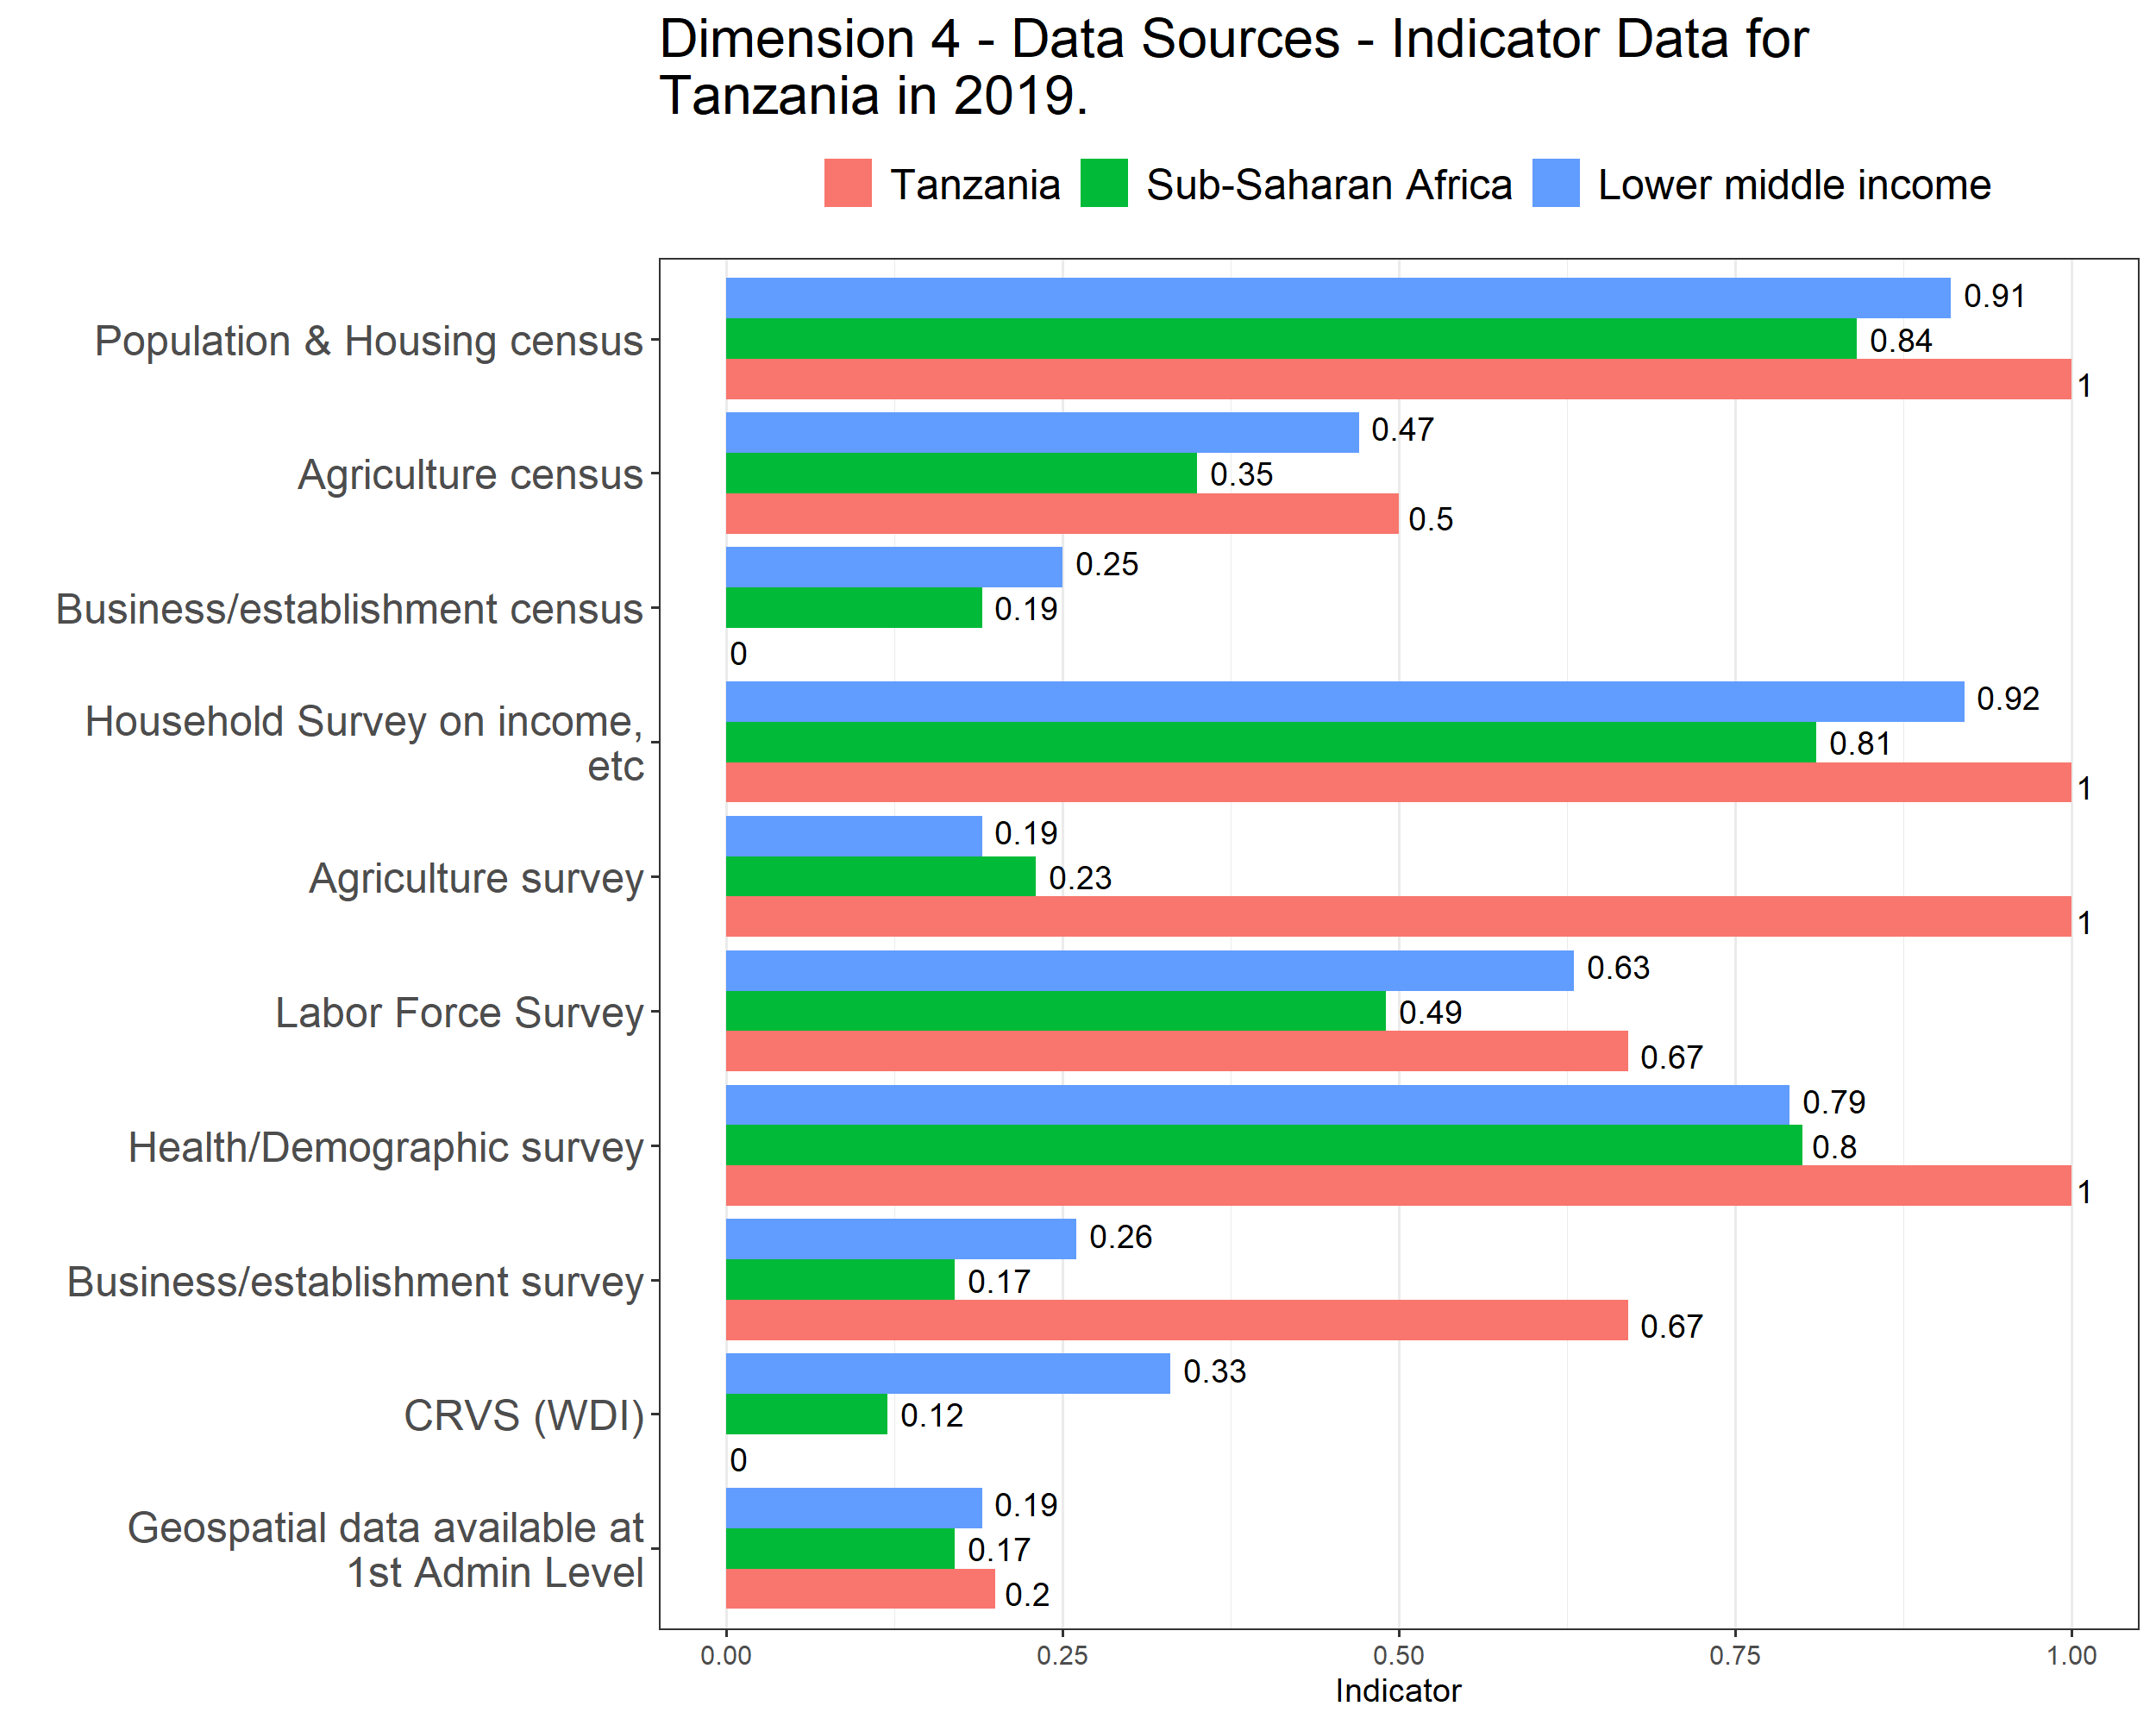 Dimension 4 - Data Sources - Indicator Data for
Tanzania in 2019.
Tanzania
Sub-Saharan Africa
Lower middle income
Population & Housing census
0.91
0.84
1
Agriculture census
0.47
0.35
0.5
Business/establishment census
0.25
0.19
0
Household Survey on income,
etc
0.92
0.81
1
Agriculture survey
0.19
0.23
1
Labor Force Survey
0.63
0.49
0.67
Health/Demographic survey
0.79
0.8
1
Business/establishment survey
0.26
0.17
0.67
CRVS (WDI)
0.33
0.12
0
Geospatial data available at
1st Admin Level
0.19
0.17
0.2
0.00
0.25
0.50
0.75
1.00
Indicator